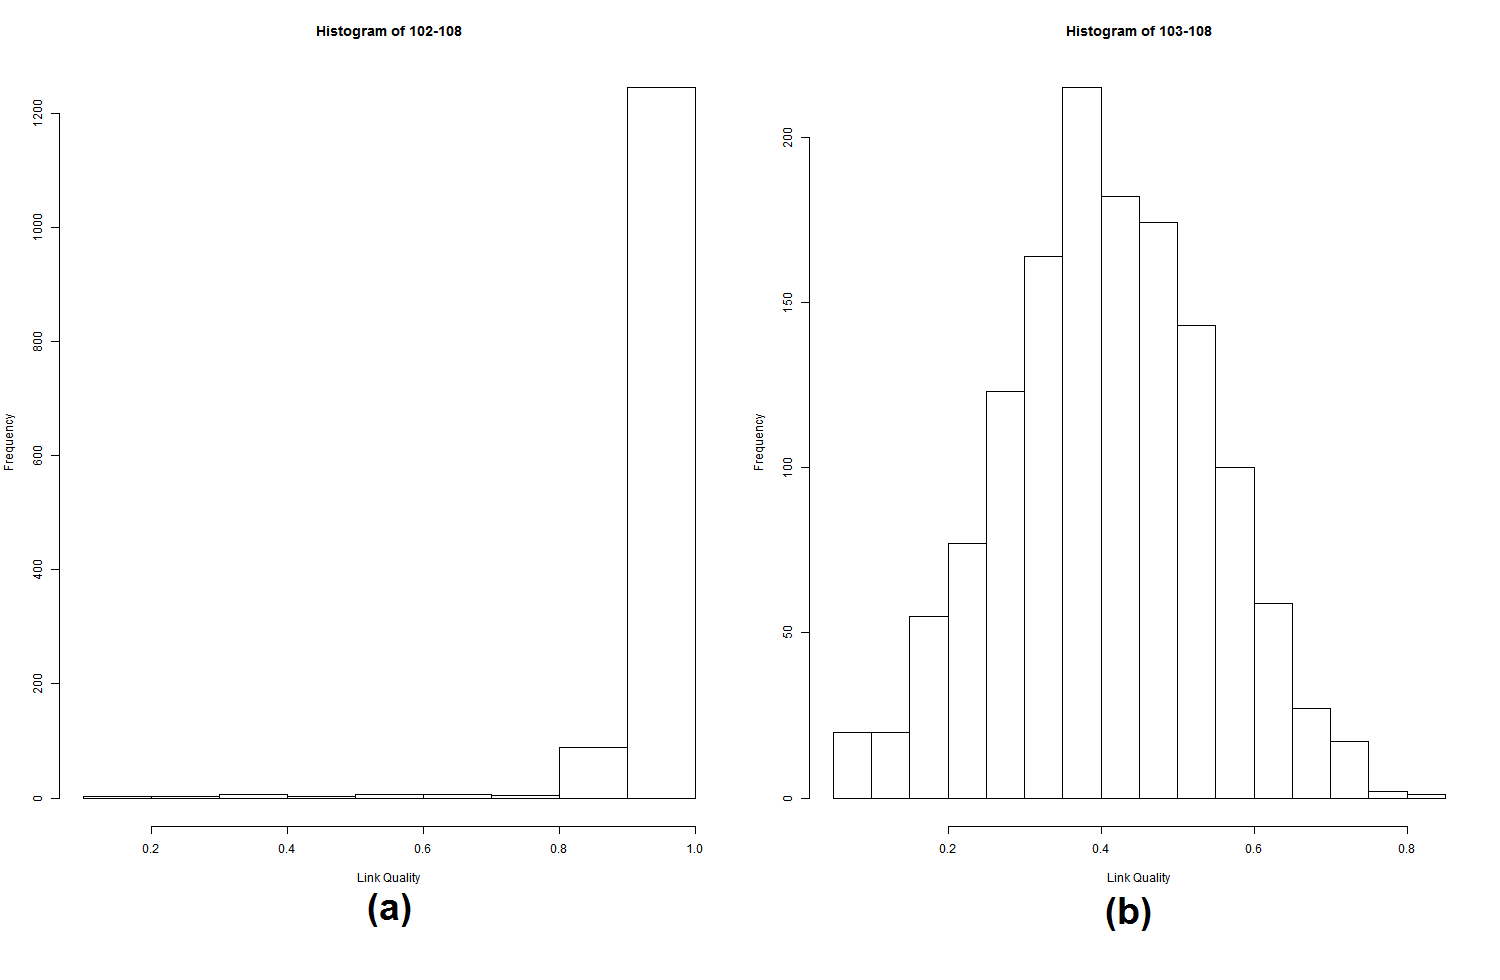 Histogram of 102-108
1200
1000
800
600
400
200
0
Frequency
0.2 0.4 0.6 0.8 1.0
Link Quality
(a)
Histogram of 103-108
200
150
100
50
0
Frequency
0.2 0.4 0.6 0.8
Link Quality
(b)